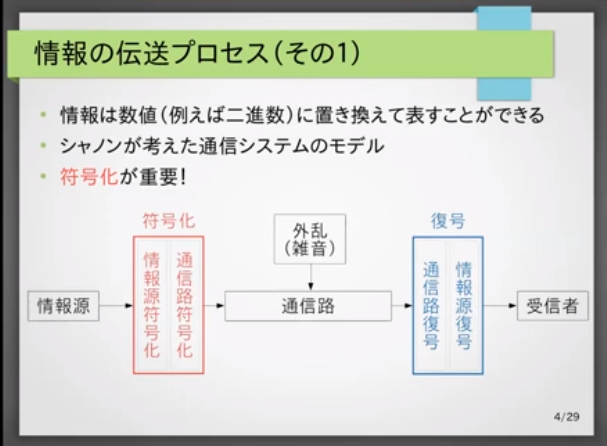 情報の伝送プロセス（その1）
情報は数値（例えば二進数）に置き換えて表すことができる
シャノンが考えた通信システムのモデル
符号化が重要！
符号化
外乱
（雑音）
復号
情報源
情報源符号化
通信路符号化
通信路
通信路復号
情報源復号
受信者
4/29